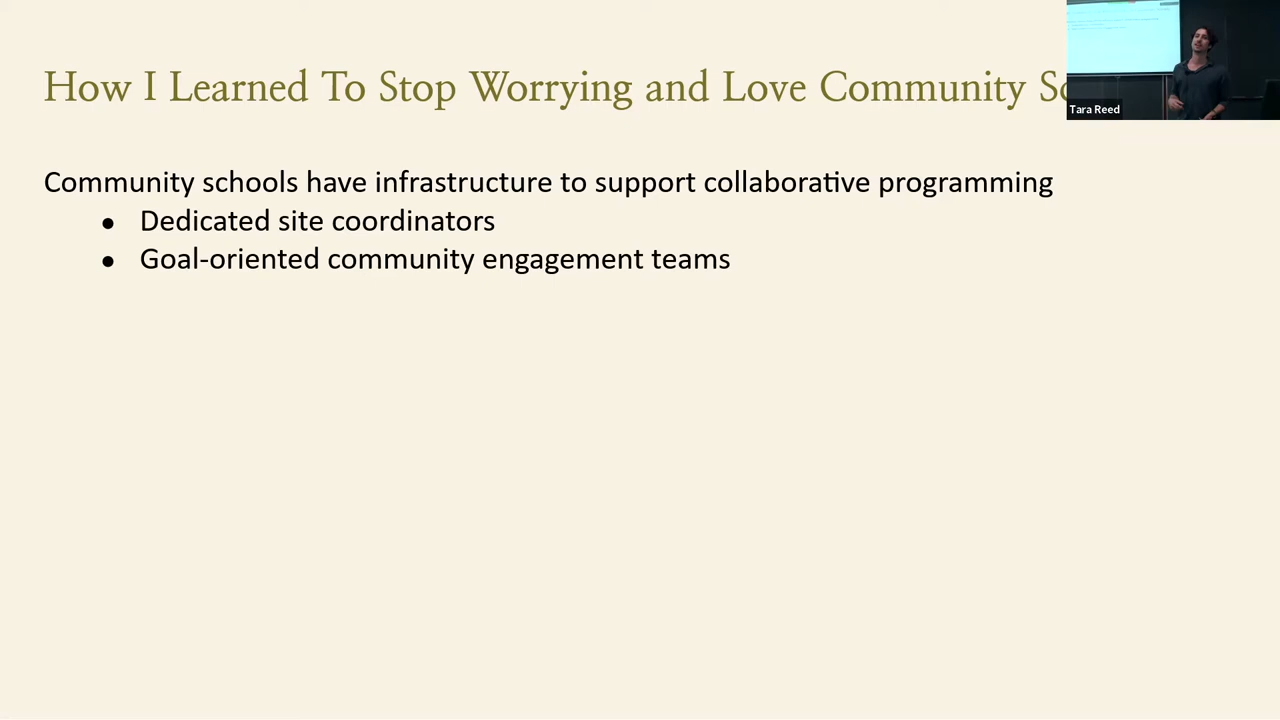 How I Learned To Stop Worrying and Love Community
Tara Reed
Community schools have infrastructure to support collaborative programming
● Dedicated site coordinators
● Goal-oriented community engagement teams